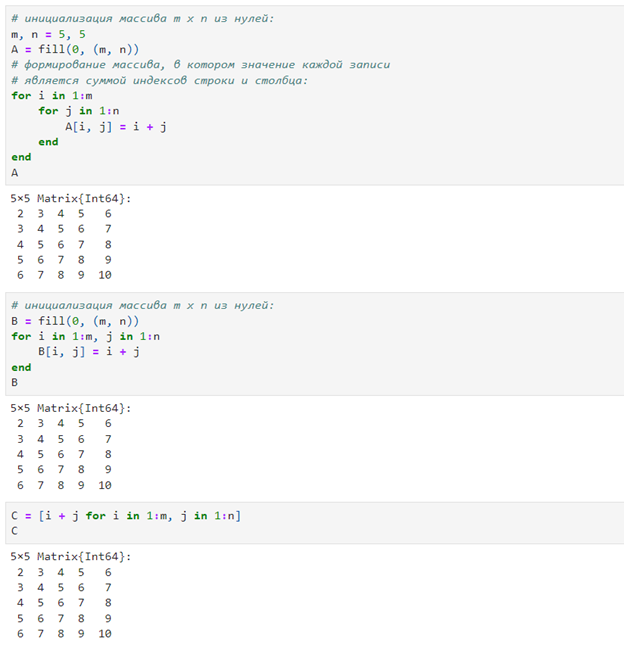 # инициализация массива m x n из нулей:
m, n = 5, 5
A = fill(0, (m, n))
# формирование массива, в котором значение каждой записи
# является суммой индексов строки и столбца:
for i in 1:m
    for j in 1:n
        A[i, j] = i + j
    end
end
A
5×5 Matrix{Int64}:
 2  3  4  5   6
 3  4  5  6   7
 4  5  6  7   8
 5  6  7  8   9
 6  7  8  9  10
# инициализация массива m x n из нулей:
B = fill(0, (m, n))
for i in 1:m, j in 1:n
    B[i, j] = i + j
end
B
5×5 Matrix{Int64}:
 2  3  4  5   6
 3  4  5  6   7
 4  5  6  7   8
 5  6  7  8   9
 6  7  8  9  10
C = [i + j for i in 1:m, j in 1:n]
C
5×5 Matrix{Int64}:
 2  3  4  5   6
 3  4  5  6   7
 4  5  6  7   8
 5  6  7  8   9
 6  7  8  9  10